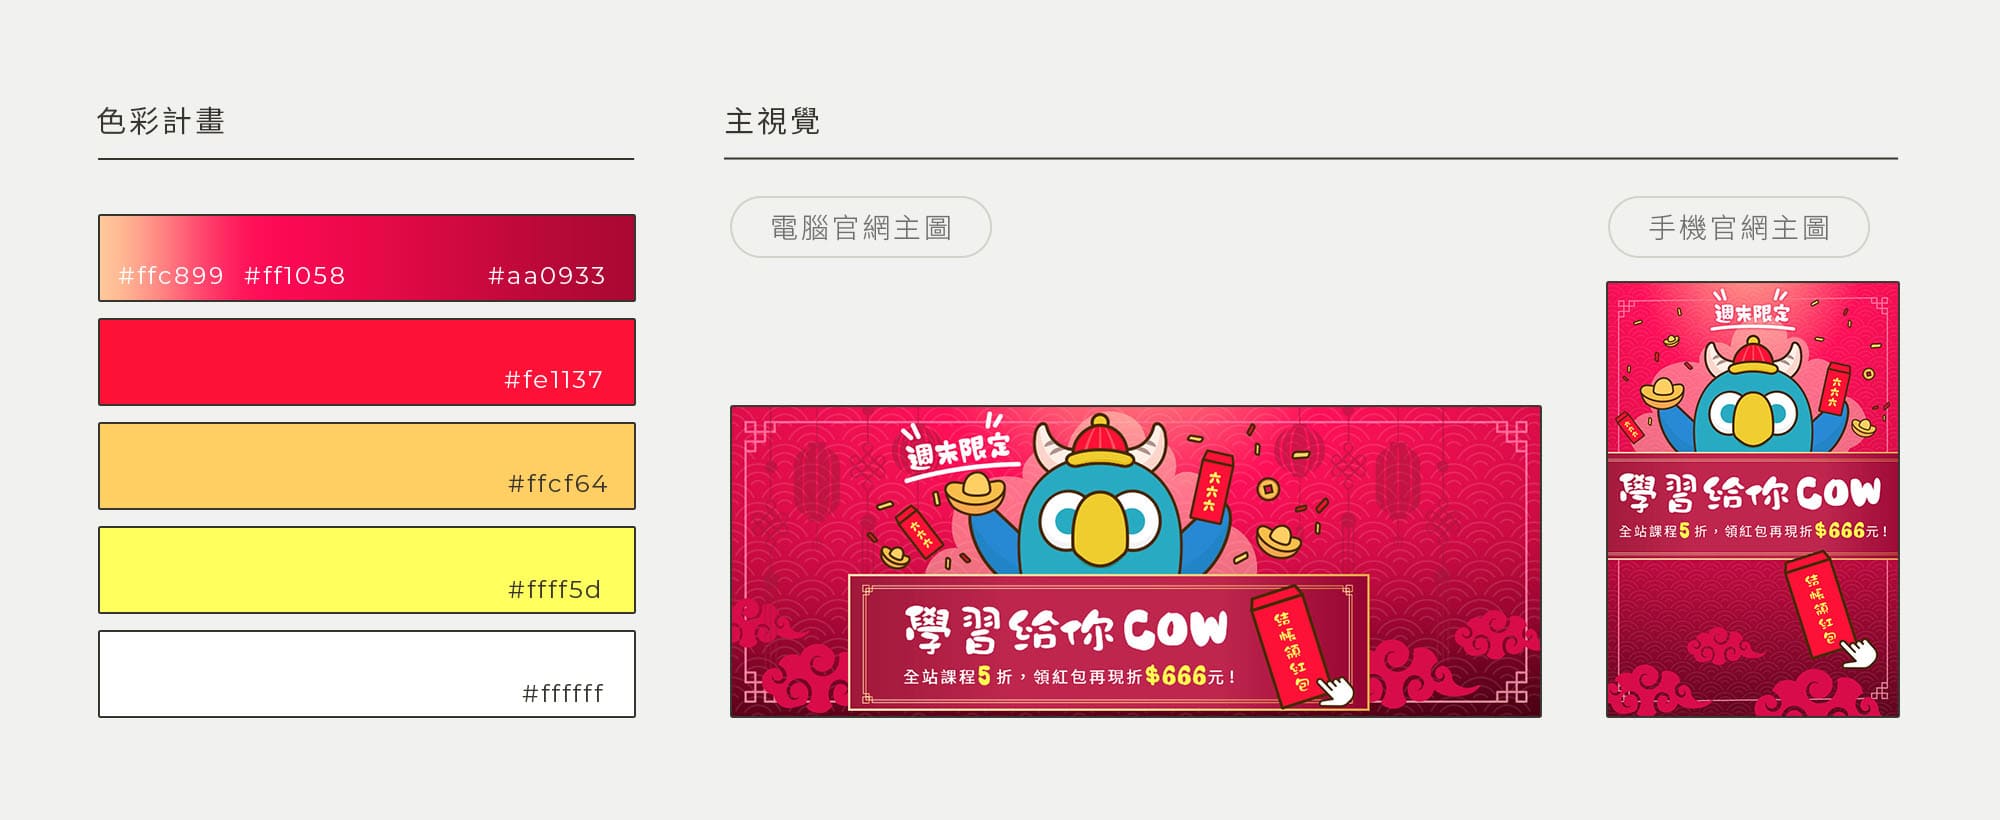 色彩計畫
#ffc899 #ff1058 #aa0933
#fe1137
#ffcf64
#ffff5d
#ffffff
主視覺
電腦官網主圖
週末限定
六六六
六六六
學習給你COW
全站課程5折，領紅包再現折$666元！
結帳領紅包
手機官網主圖
週末限定
六六六
六六六
學習給你COW
全站課程5折，領紅包再現折$666元！
結帳領紅包